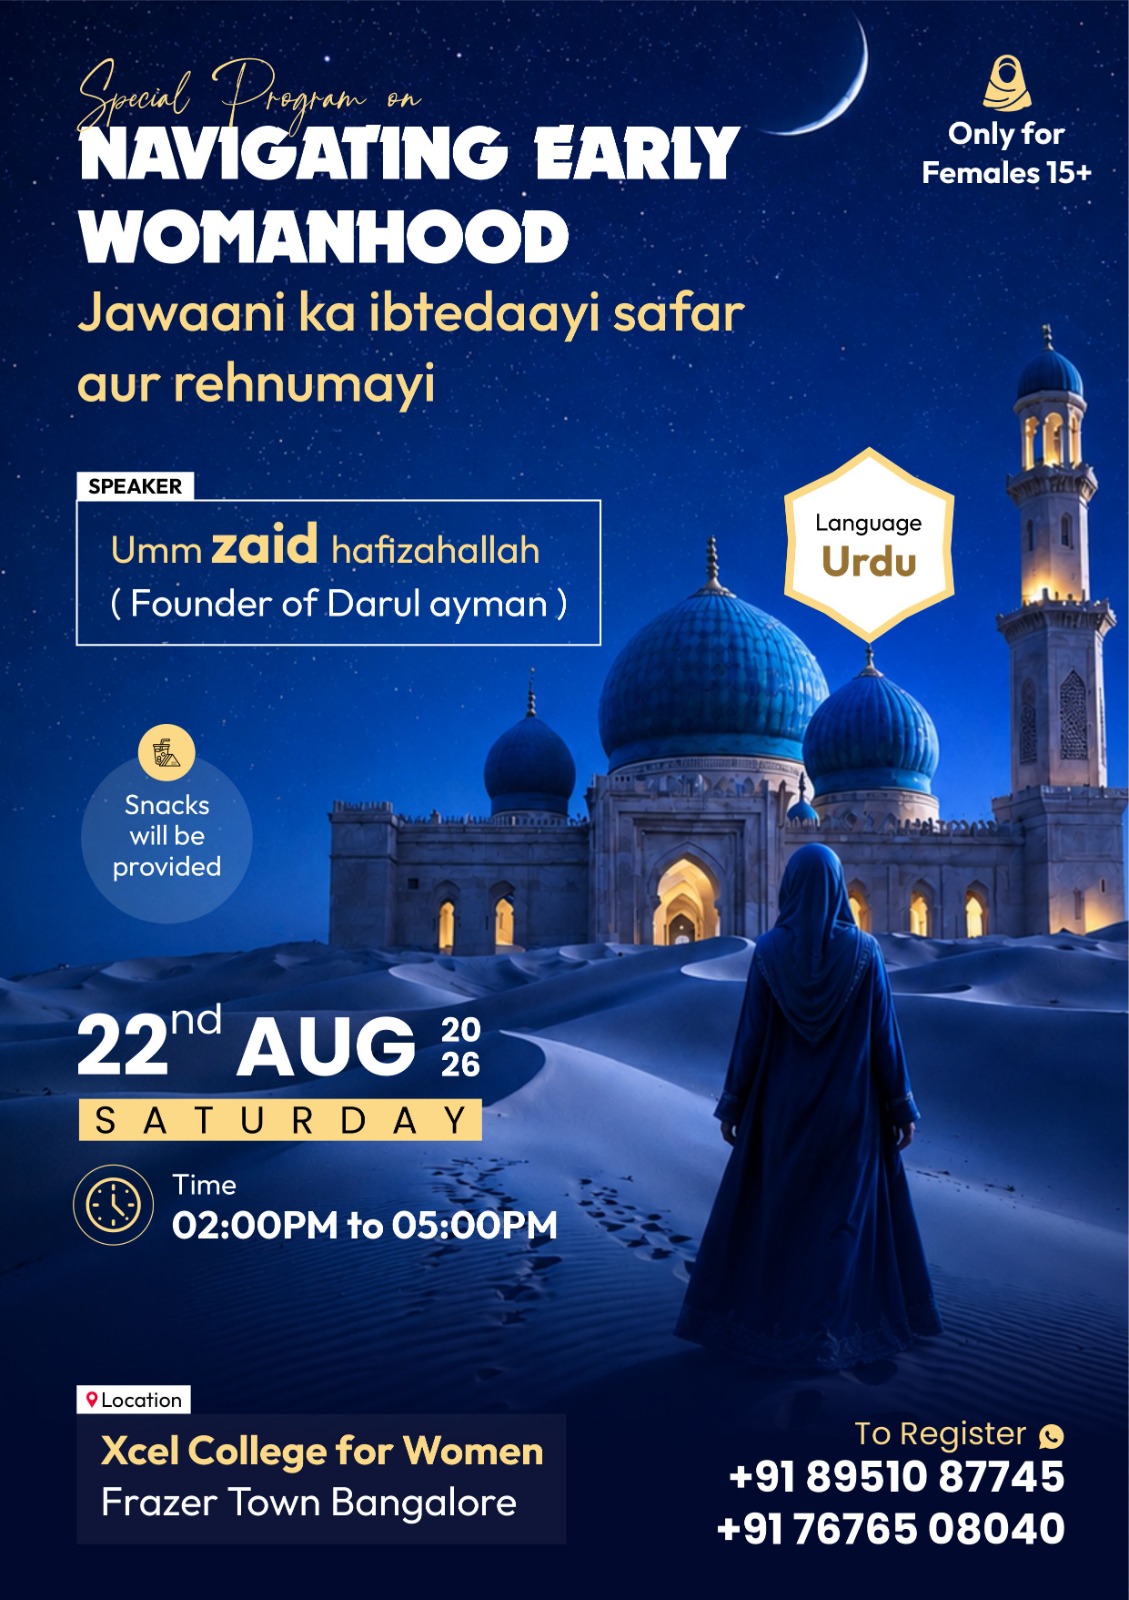 Special Program on
NAVIGATING EARLY
WOMANHOOD
Jawaani ka ibtedaayi safar
aur rehnumayi
Only for
Females 15+
SPEAKER
Umm zaid hafizahallah
( Founder of Darul ayman )
Language
Urdu
Snacks
will be
provided
22nd AUG 20
26
SATURDAY
Time
02:00PM to 05:00PM
Location
Xcel College for Women
Frazer Town Bangalore
To Register
+91 89510 87745
+91 76765 08040